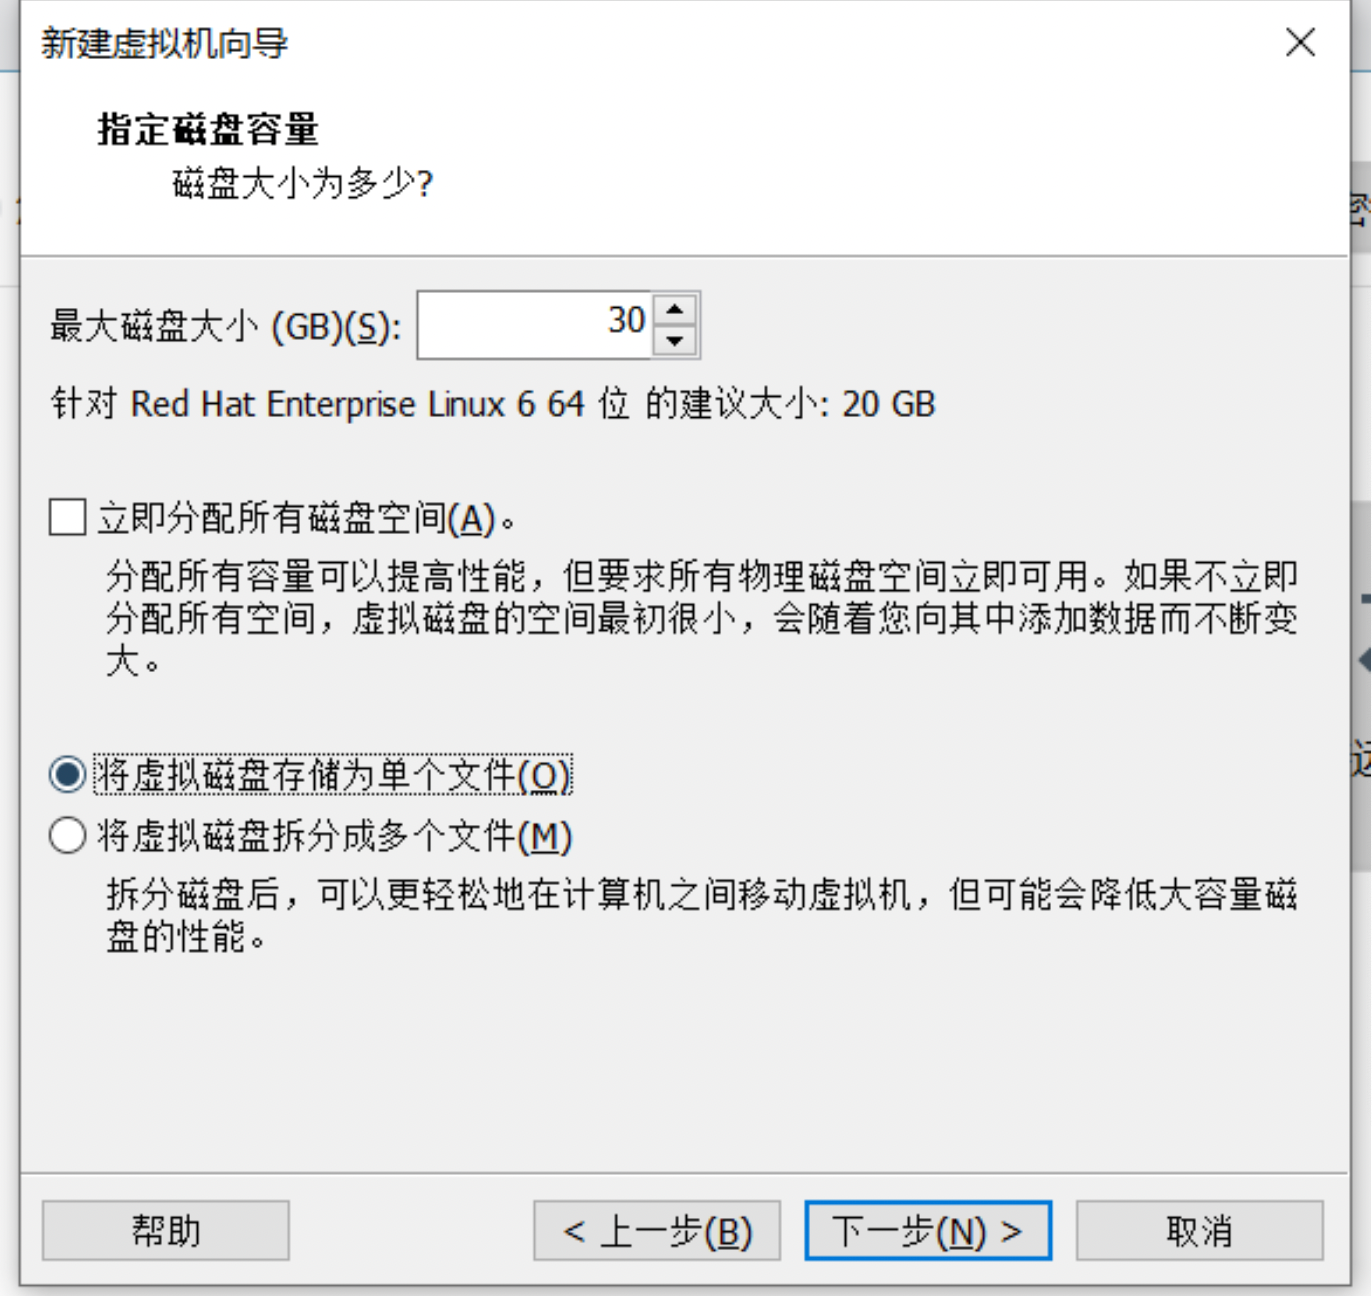 新建虚拟机向导
指定磁盘容量
磁盘大小为多少?
最大磁盘大小 (GB)(S):
30
针对 Red Hat Enterprise Linux 6 64 位 的建议大小: 20 GB
立即分配所有磁盘空间(A)。
分配所有容量可以提高性能，但要求所有物理磁盘空间立即可用。如果不立即
分配所有空间，虚拟磁盘的空间最初很小，会随着您向其中添加数据而不断变
大。
将虚拟磁盘存储为单个文件(O)
将虚拟磁盘拆分成多个文件(M)
拆分磁盘后，可以更轻松地在计算机之间移动虚拟机，但可能会降低大容量磁
盘的性能。
帮助
< 上一步(B)
下一步(N) >
取消